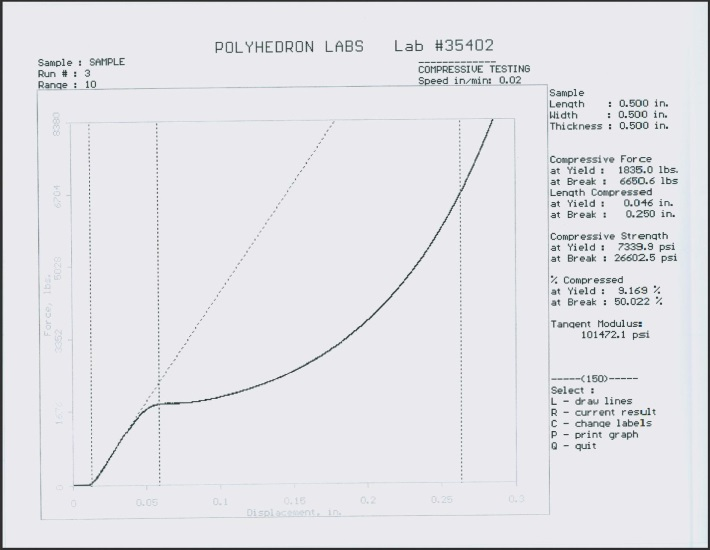 POLYHEDRON LABS Lab #35402
Sample : SAMPLE
Run # : 3
Range : 10
COMPRESSIVE TESTING
Speed in/min: 0.02
Sample
Length : 0.500 in.
Width : 0.500 in.
Thickness : 0.500 in.
Compressive Force
at Yield : 1835.0 lbs.
at Break : 6650.6 lbs
Length Compressed
at Yield : 0.046 in.
at Break : 0.250 in.
Compressive Strength
at Yield : 7339.9 psi
at Break : 26602.5 psi
% Compressed
at Yield : 9.169 %
at Break : 50.022 %
Tangent Modulus:
101472.1 psi
-----(150)-----
Select :
L - draw lines
R - current result
C - change labels
P - print graph
Q - quit
8380
6704
5028
3352
0
Force, lbs.
0 0.05 0.1 0.15 0.2 0.25 0.3
Displacement, in.